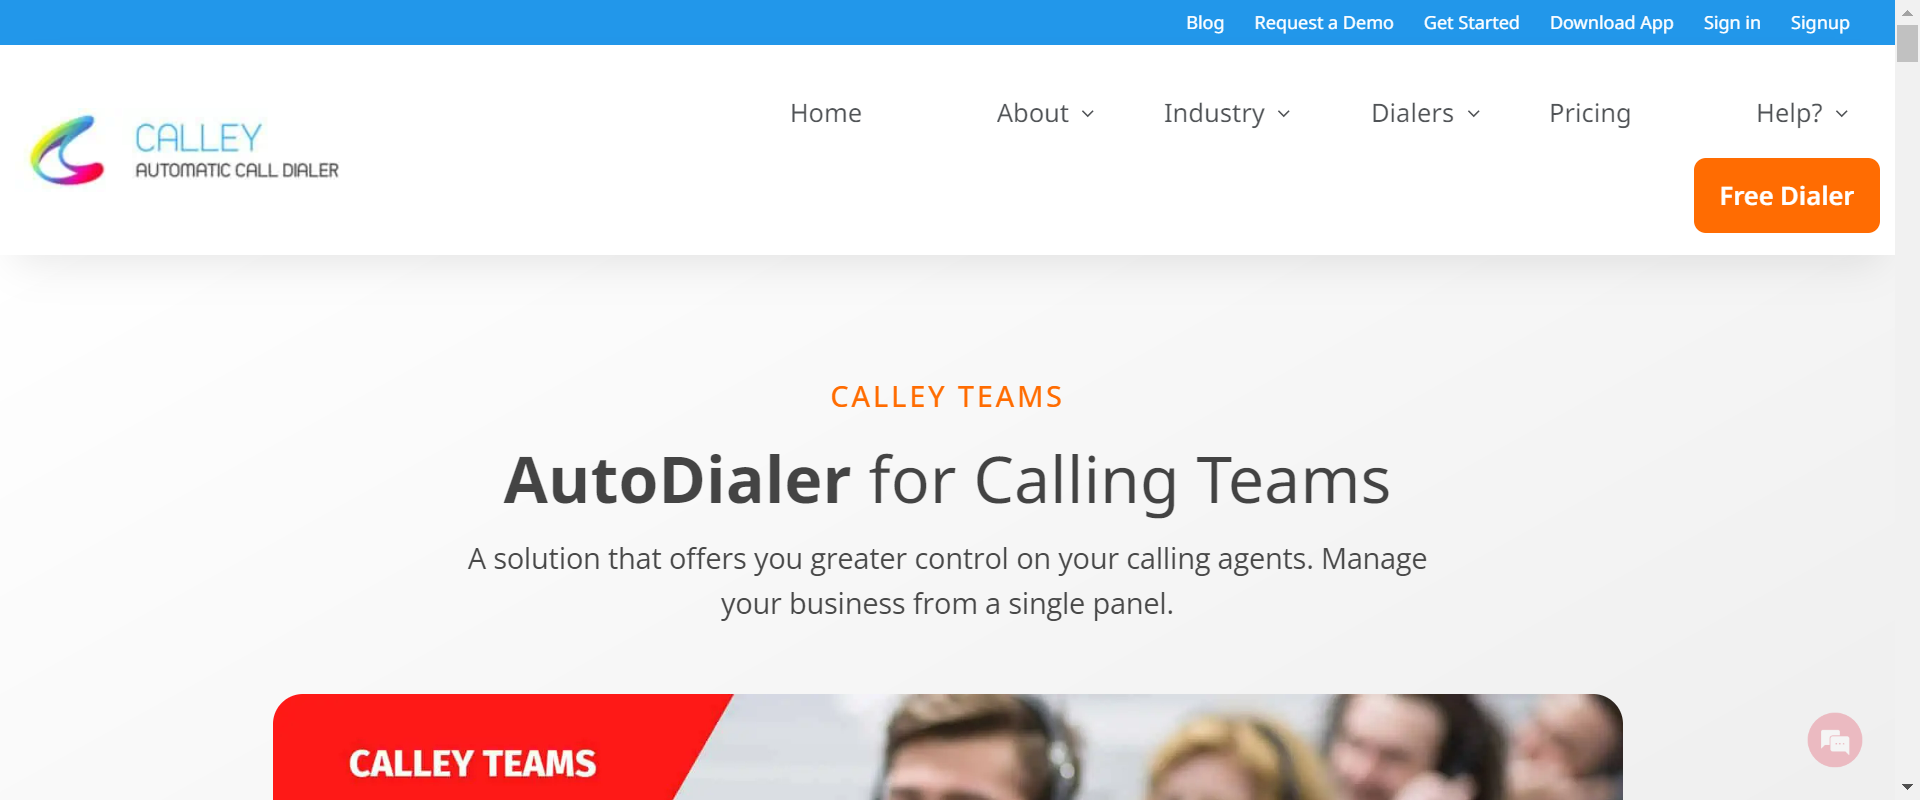 Blog Request a Demo Get Started Download App Sign in Signup
CALLEY
AUTOMATIC CALL DIALER
Home About Industry Dialers Pricing Help?
Free Dialer
CALLEY TEAMS
AutoDialer for Calling Teams
A solution that offers you greater control on your calling agents. Manage
your business from a single panel.
CALLEY TEAMS